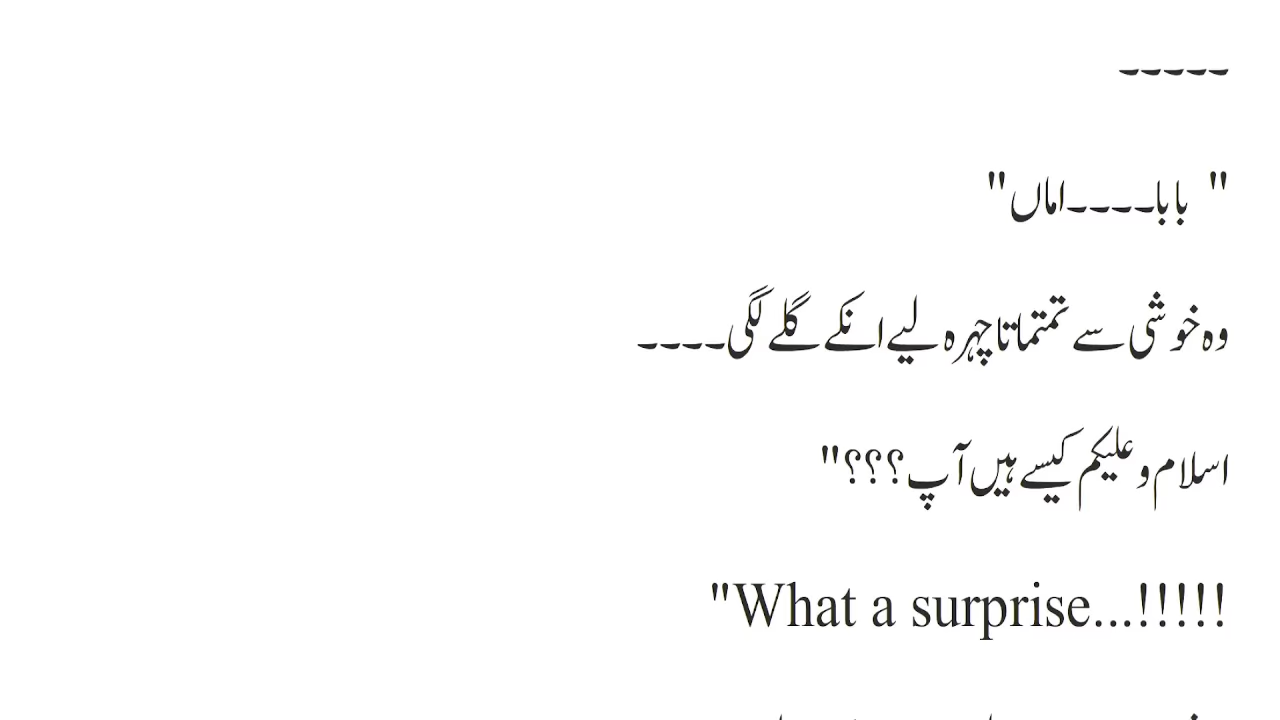 -----
" بابا----اماں"
وہ خوشی سے تمتماتا چہرہ لیے انکے گلے لگی----
اسلام و علیکم کیسے ہیں آپ؟؟؟"
"What a surprise...!!!!!